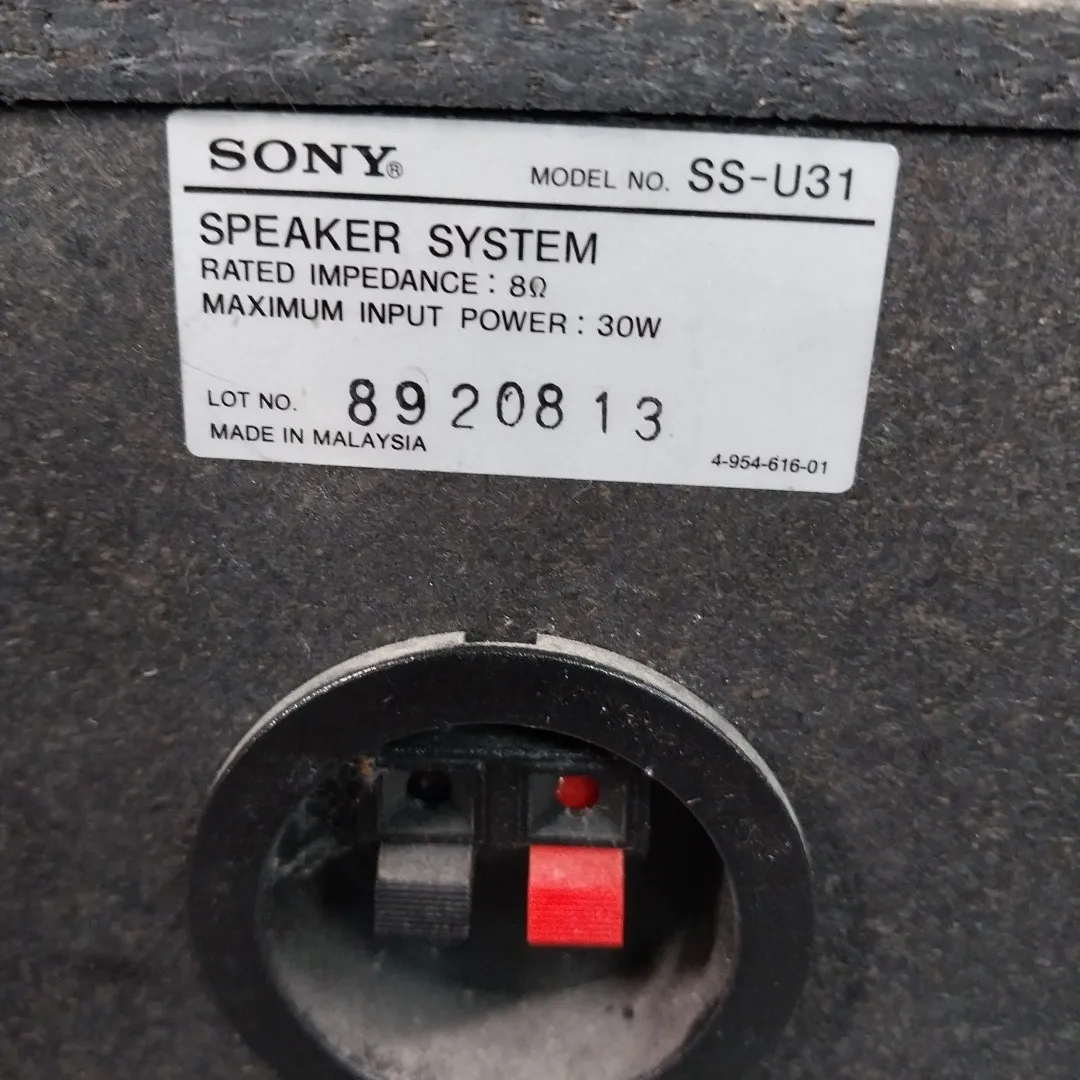 SONY®
MODEL NO. SS-U31
SPEAKER SYSTEM
RATED IMPEDANCE : 8Ω
MAXIMUM INPUT POWER : 30W
LOT NO. 8920813
MADE IN MALAYSIA
4-954-616-01